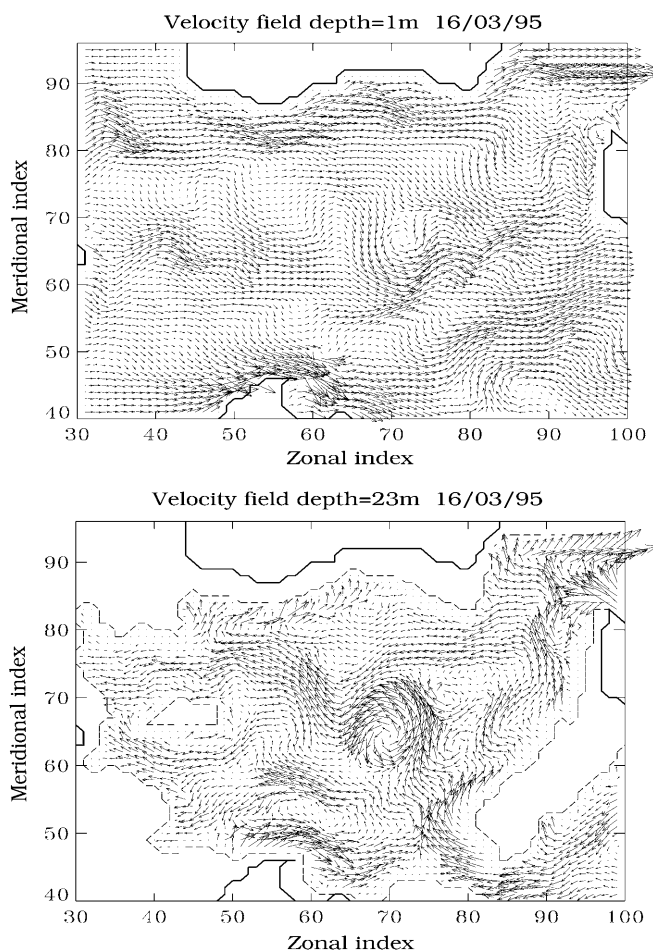 Velocity field depth=1m 16/03/95
90
80
70
60
50
40
Meridional index
30 40 50 60 70 80 90 100
Zonal index
Velocity field depth=23m 16/03/95
90
80
70
60
50
40
Meridional index
30 40 50 60 70 80 90 100
Zonal index